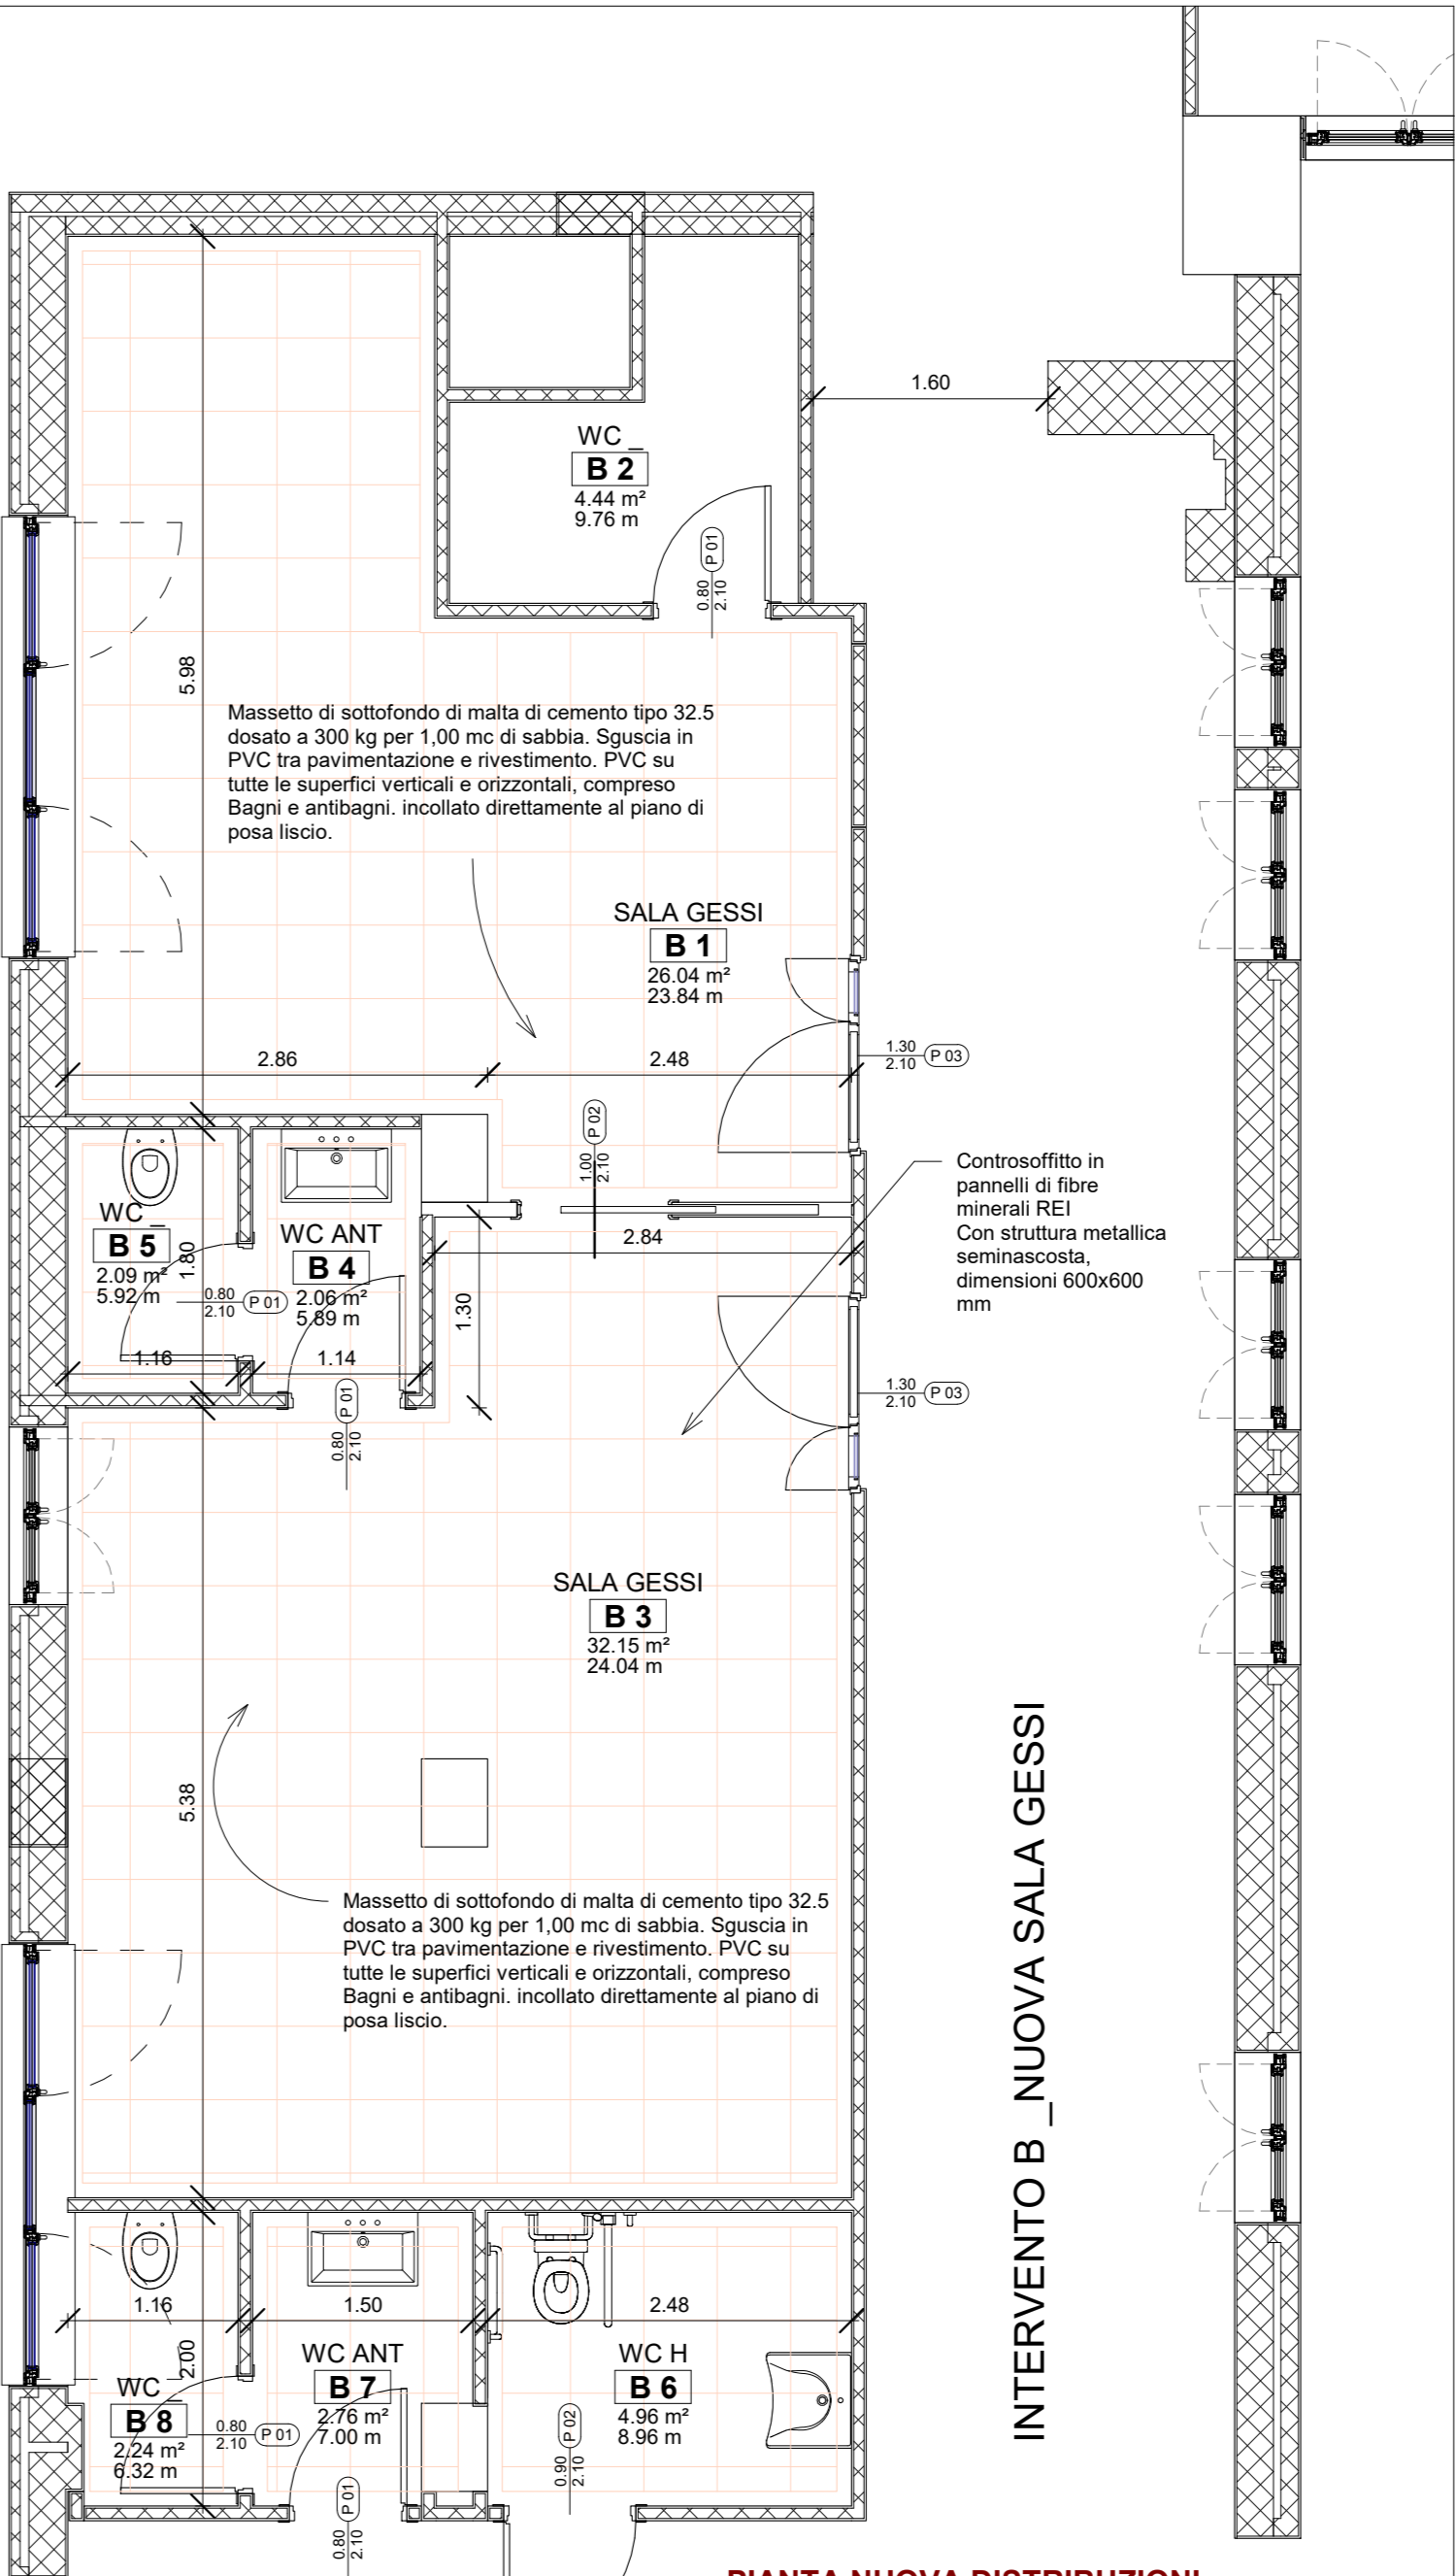 1.60
WC_
B 2
4.44 m²
9.76 m
P 01
0.80
2.10
5.98
Massetto di sottofondo di malta di cemento tipo 32.5
dosato a 300 kg per 1,00 mc di sabbia. Sguscia in
PVC tra pavimentazione e rivestimento. PVC su
tutte le superfici verticali e orizzontali, compreso
Bagni e antibagni. incollato direttamente al piano di
posa liscio.
SALA GESSI
B 1
26.04 m²
23.84 m
2.86
2.48
1.30
2.10
P 03
P 02
1.00
2.10
Controsoffitto in
pannelli di fibre
minerali REI
Con struttura metallica
seminascosta,
dimensioni 600x600
mm
WC_
B 5
2.09 m²
5.92 m
1.80
0.80
2.10
P 01
WC ANT
B 4
2.06 m²
5.89 m
2.84
1.30
1.16
1.14
P 01
0.80
2.10
1.30
2.10
P 03
SALA GESSI
B 3
32.15 m²
24.04 m
5.38
Massetto di sottofondo di malta di cemento tipo 32.5
dosato a 300 kg per 1,00 mc di sabbia. Sguscia in
PVC tra pavimentazione e rivestimento. PVC su
tutte le superfici verticali e orizzontali, compreso
Bagni e antibagni. incollato direttamente al piano di
posa liscio.
INTERVENTO B _NUOVA SALA GESSI
1.16
1.50
2.48
2.00
WC_
B 8
2.24 m²
6.32 m
0.80
2.10
P 01
WC ANT
B 7
2.76 m²
7.00 m
WC H
B 6
4.96 m²
8.96 m
P 02
0.90
2.10
P 01
0.80
2.10
PIANTA NUOVA DISTRIBUZIONI